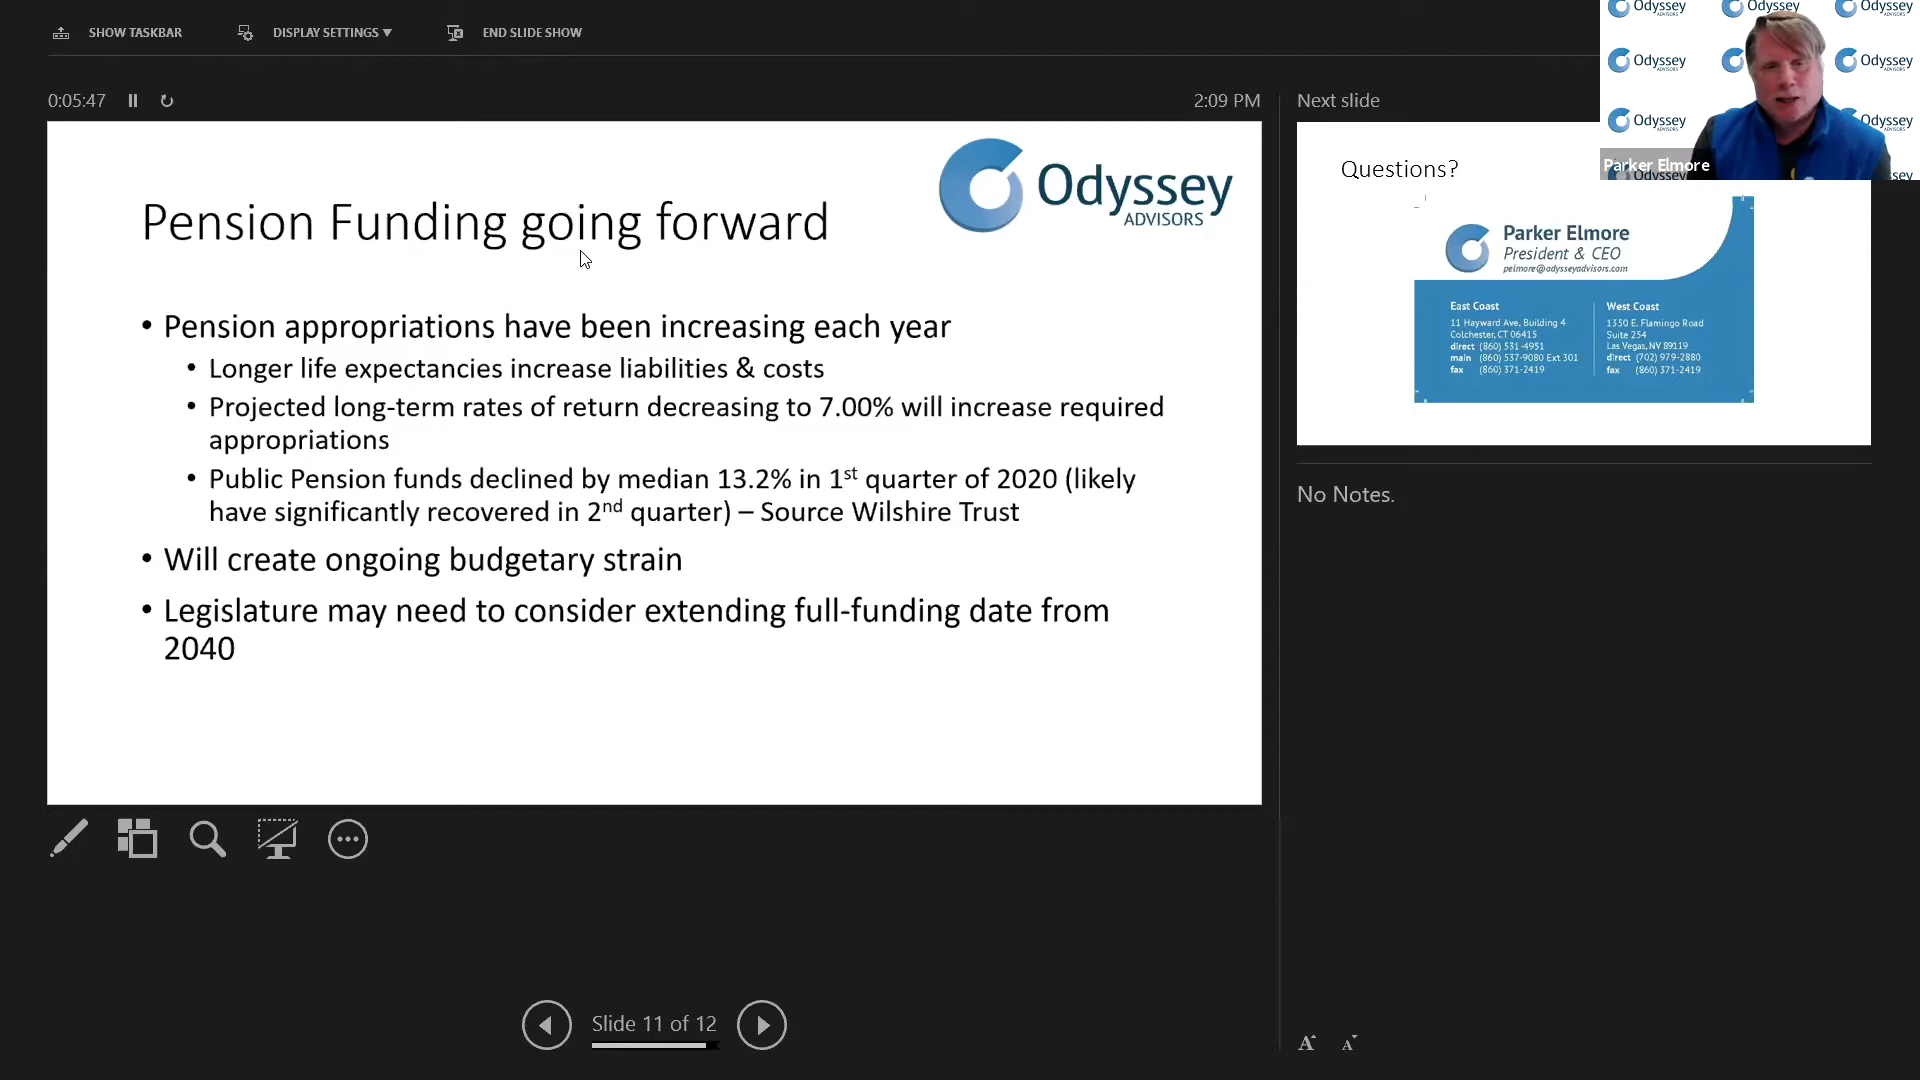 SHOW TASKBAR
DISPLAY SETTINGS ▼
END SLIDE SHOW
0:05:47
2:09 PM
Next slide
Odyssey
ADVISORS
Pension Funding going forward
• Pension appropriations have been increasing each year
• Longer life expectancies increase liabilities & costs
• Projected long-term rates of return decreasing to 7.00% will increase required
appropriations
• Public Pension funds declined by median 13.2% in 1st quarter of 2020 (likely
have significantly recovered in 2nd quarter) – Source Wilshire Trust
• Will create ongoing budgetary strain
• Legislature may need to consider extending full-funding date from
2040
Slide 11 of 12
Questions?
Parker Elmore
President & CEO
pelmore@odysseyadvisors.com
East Coast
11 Hayward Ave, Building 4
Colchester, CT 06415
direct (860) 531-4951
main (860) 537-9080 Ext 301
fax (860) 371-2419
West Coast
1350 E. Flamingo Road
Suite 254
Las Vegas, NV 89119
direct (702) 979-2880
fax (860) 371-2419
No Notes.
A A
Odyssey Odyssey Odyssey
Odyssey
ADVISORS
Odyssey
ADVISORS
Odyssey
ADVISORS
Odyssey
ADVISORS
Parker Elmore
Odyssey
ssey